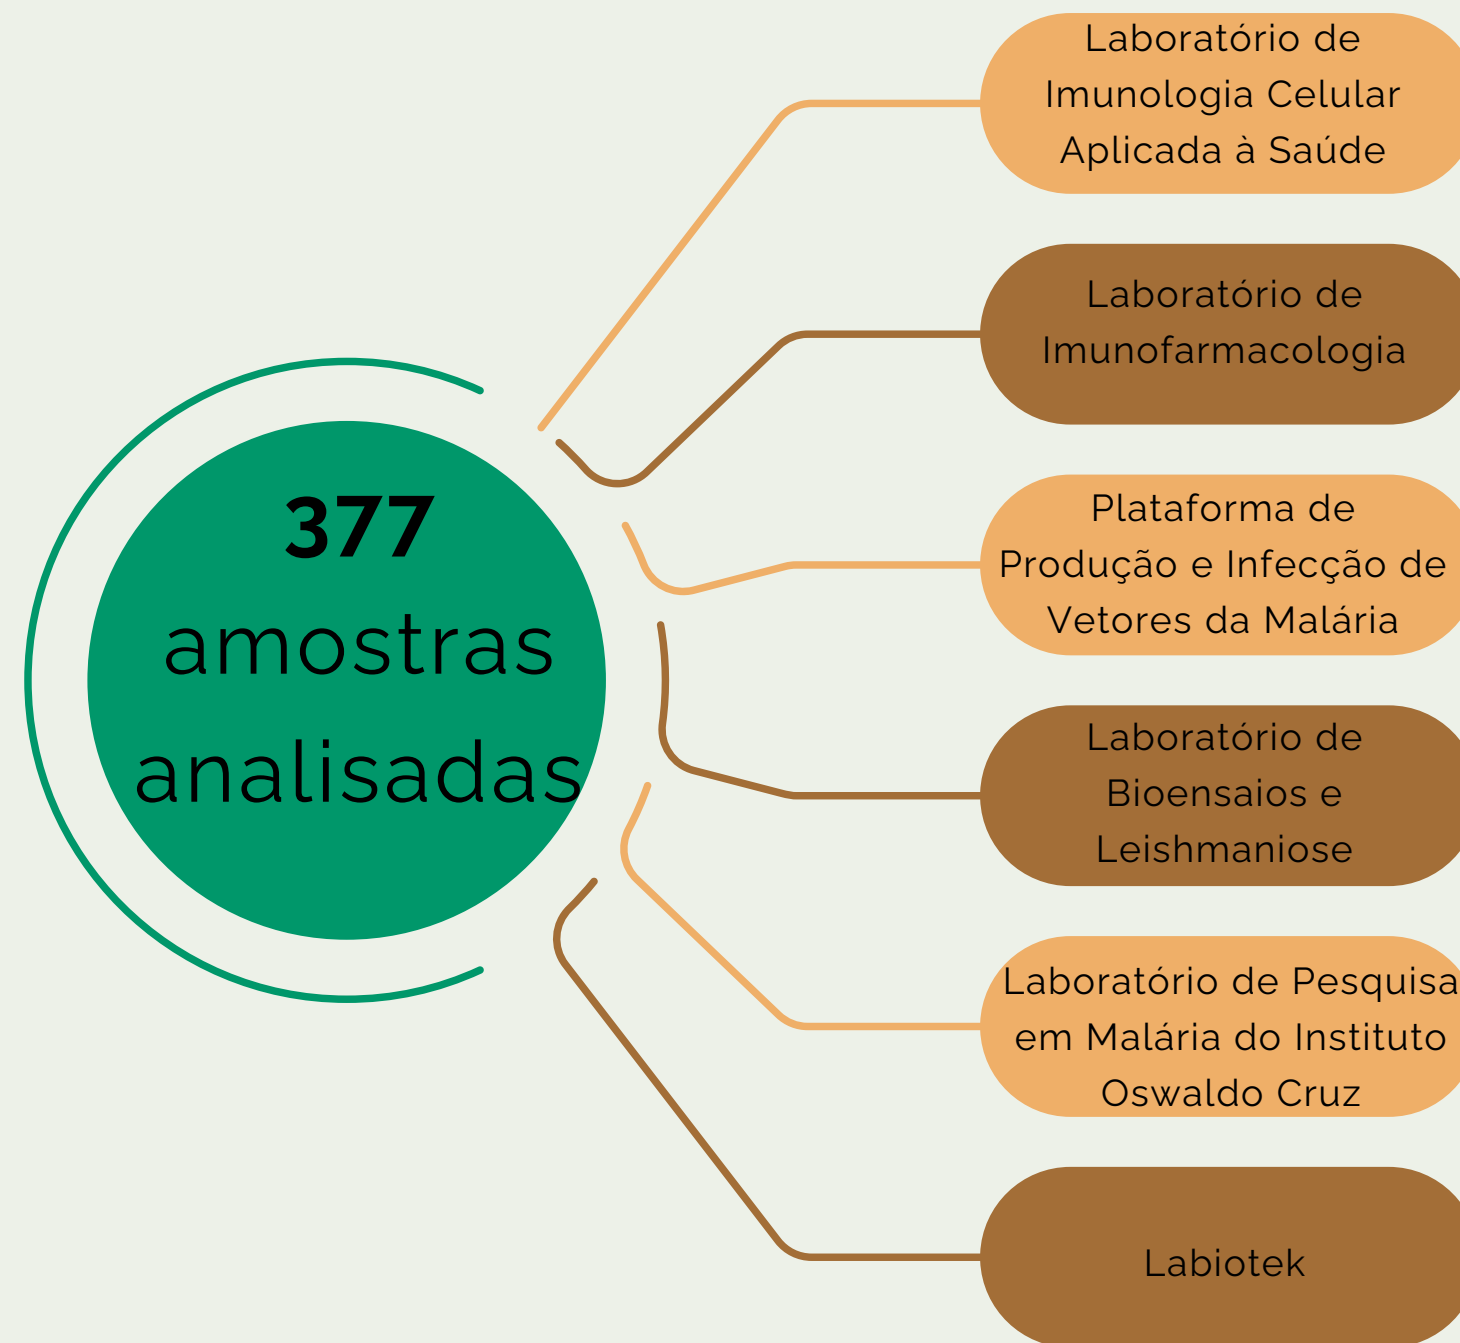 377
amostras
analisadas
Laboratório de
Imunologia Celular
Aplicada à Saúde
Laboratório de
Imunofarmacologia
Plataforma de
Produção e Infecção de
Vetores da Malária
Laboratório de
Bioensaios e
Leishmaniose
Laboratório de Pesquisa
em Malária do Instituto
Oswaldo Cruz
Labiotek